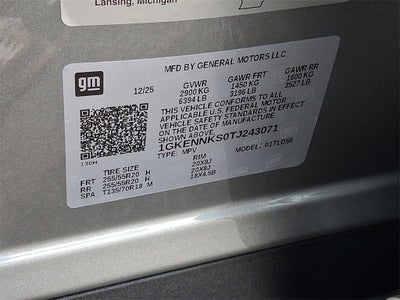 Lansing, Michigan
gm
MFD BY GENERAL MOTORS LLC
12/25 GVWR GAWR FRT GAWR RR
2900 KG 1450 KG 1600 KG
6394 LB 3196 LB 3527 LB
THIS VEHICLE CONFORMS TO ALL
APPLICABLE U.S. FEDERAL MOTOR
VEHICLE SAFETY STANDARDS IN EFFECT
ON THE DATE OF MANUFACTURE SHOWN ABOVE.
1GKENNKS0TJ243071
TYPE: MPV MODEL: 01TLD56
TIRE SIZE RIM
FRT 255/55R20 H 20X8J
RR 255/55R20 H 20X8J
SP T135/70R18 M 18X4.5B